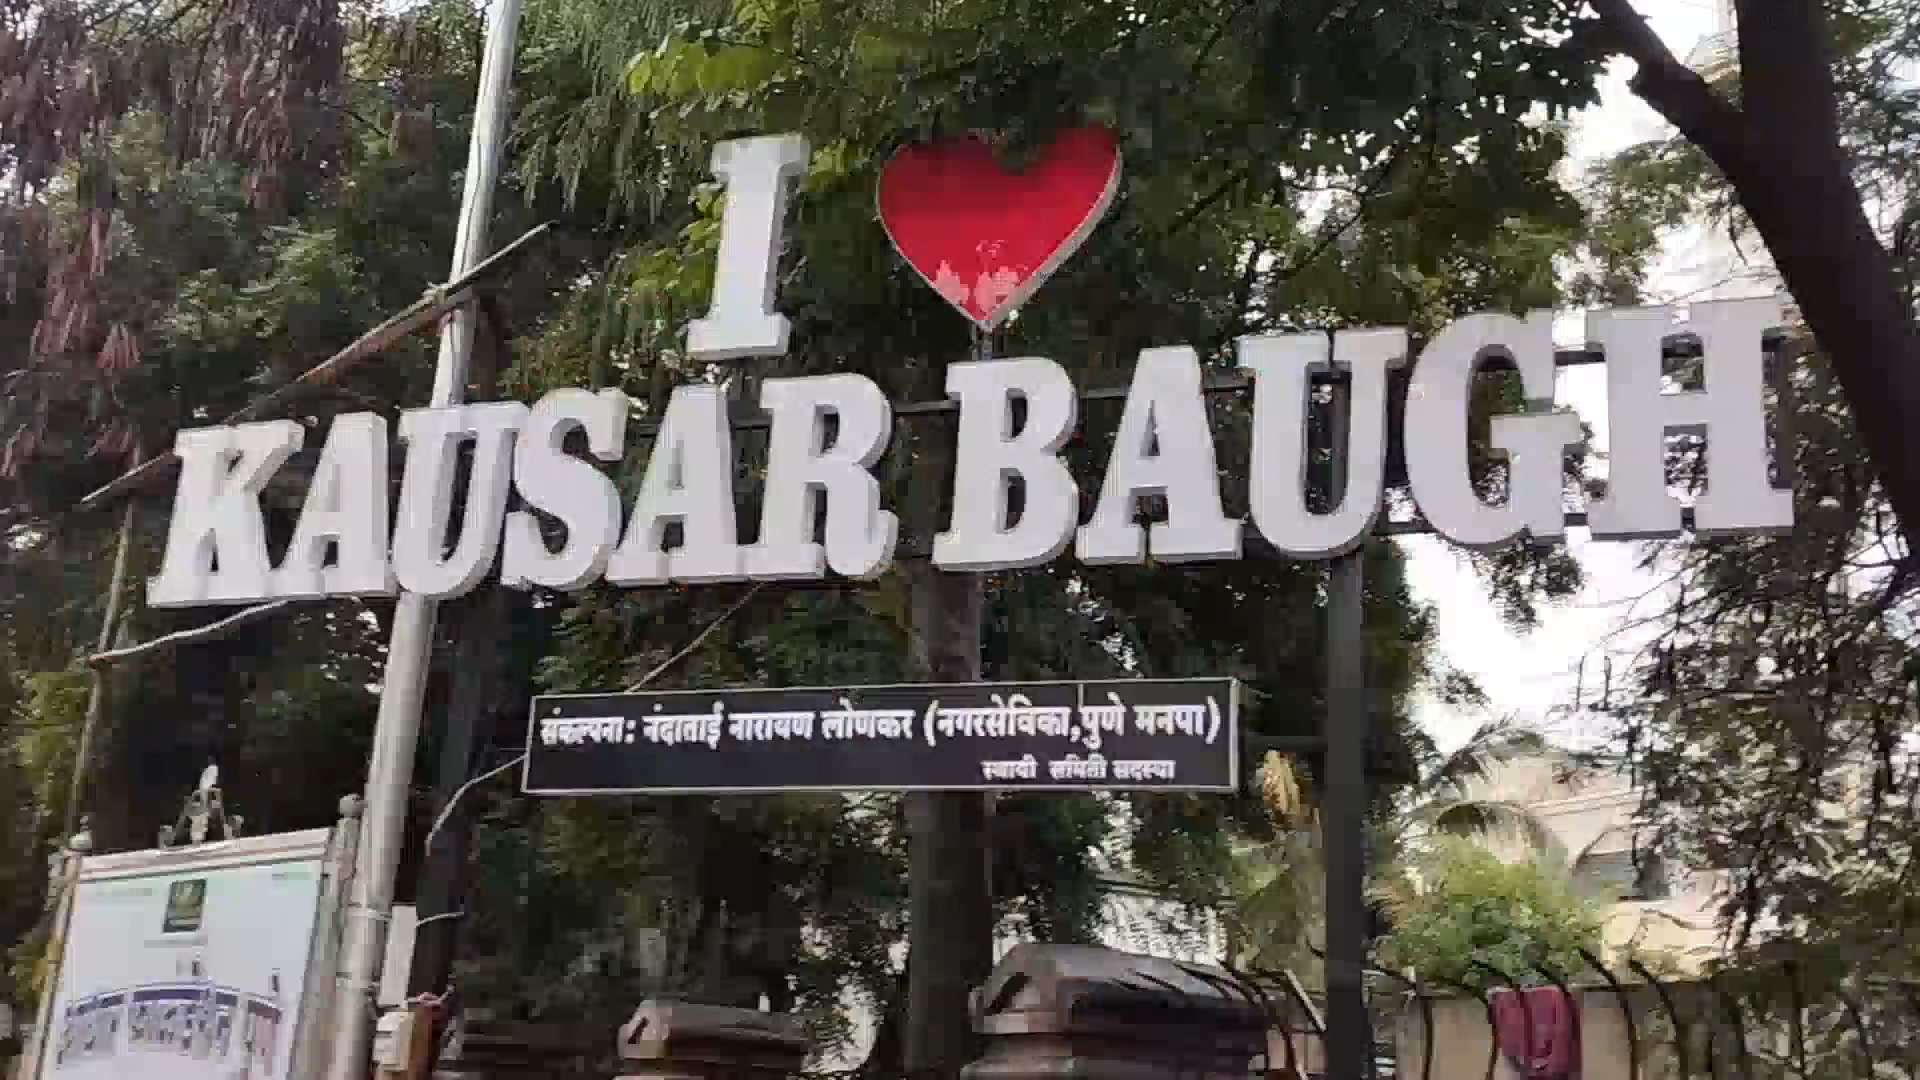 I ❤
KAUSAR BAUGH
संकल्पना: नंदाताई नारायण लोणकर (नगरसेविका,पुणे मनपा)
स्थायी समिती सदस्या